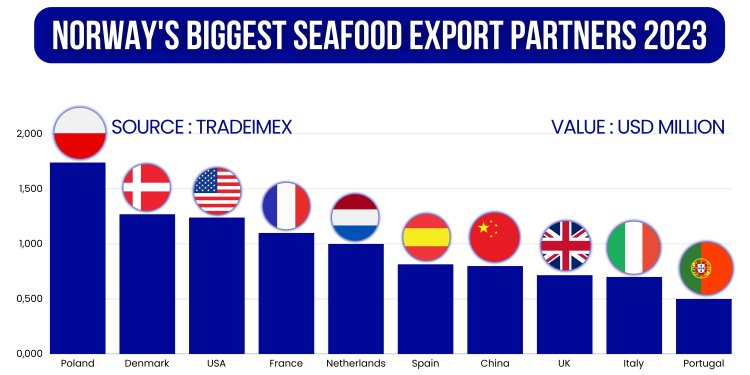 NORWAY'S BIGGEST SEAFOOD EXPORT PARTNERS 2023
SOURCE : TRADEIMEX
VALUE : USD MILLION
2,000
1,500
1,000
0,500
0,000
Poland
Denmark
USA
France
Netherlands
Spain
China
UK
Italy
Portugal